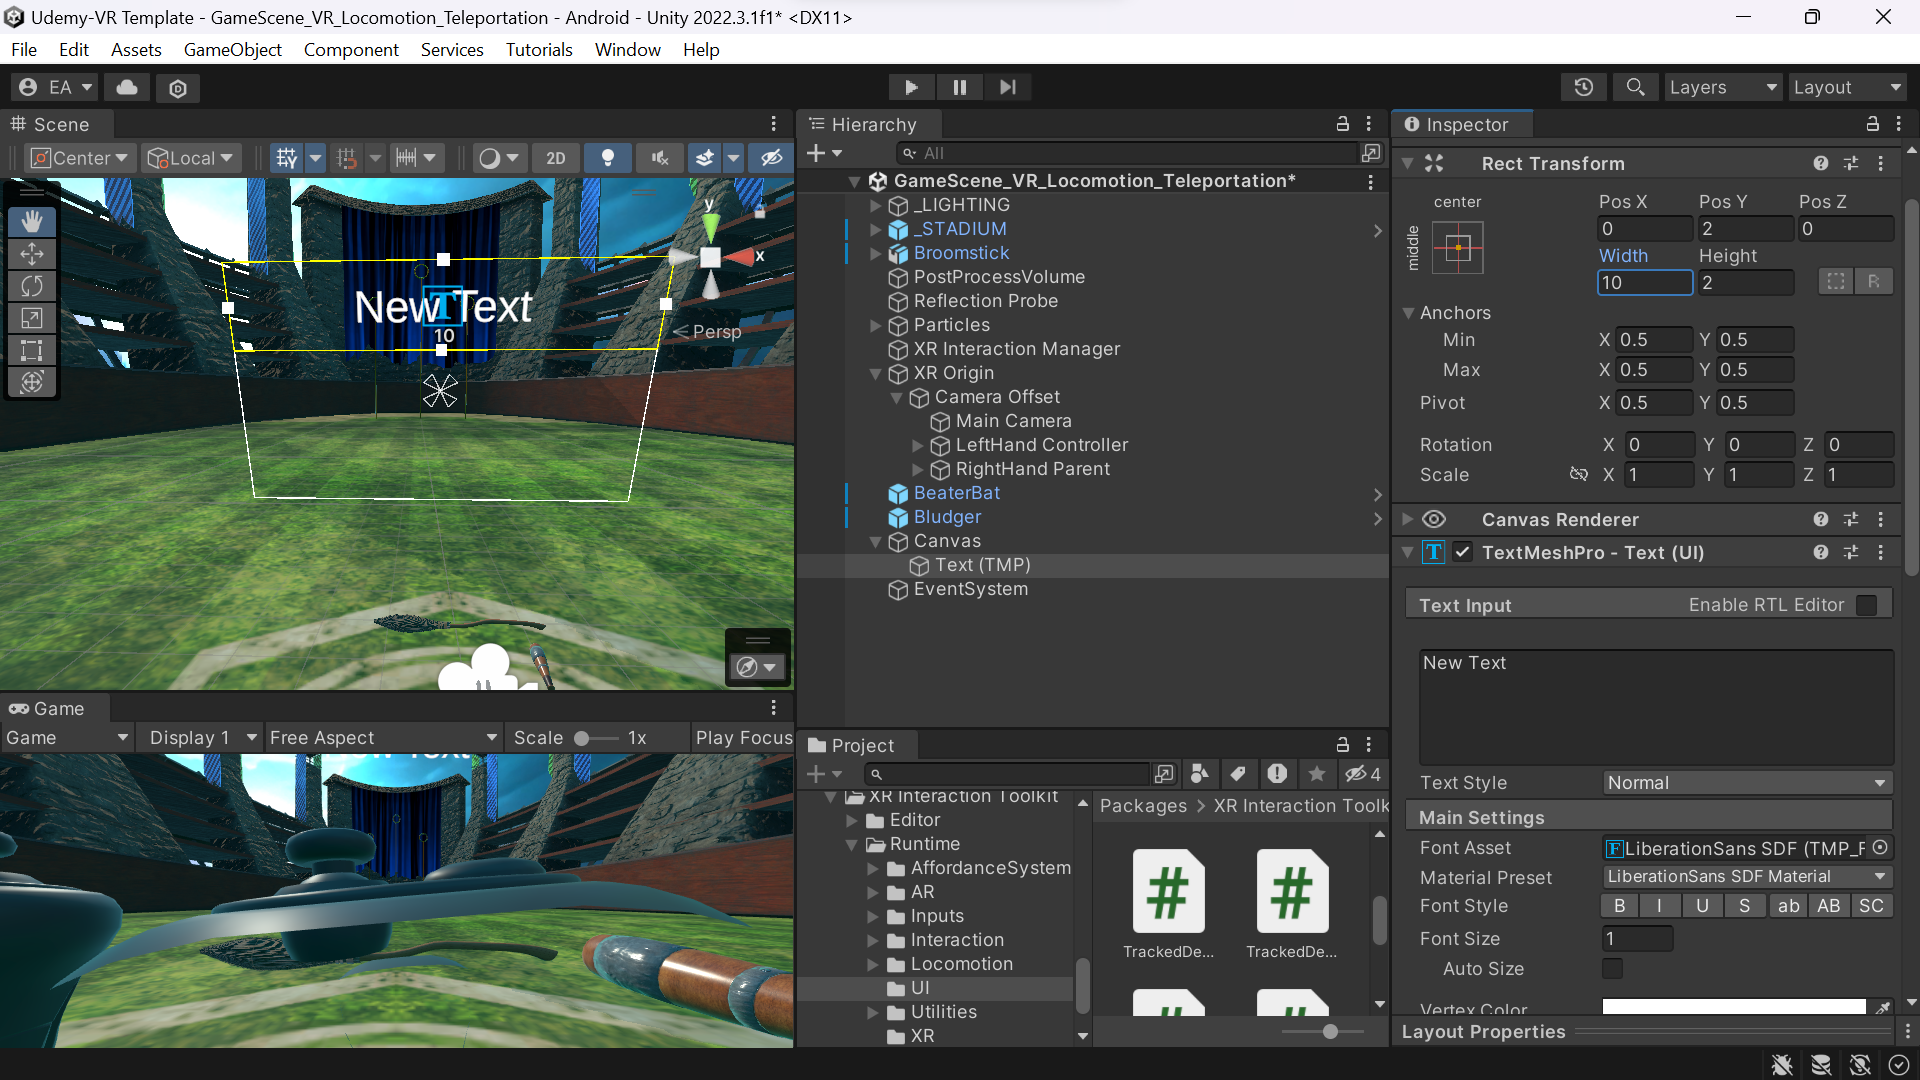 Udemy-VR Template - GameScene_VR_Locomotion_Teleportation - Android - Unity 2022.3.1f1* <DX11>
File Edit Assets GameObject Component Services Tutorials Window Help
EA
Layers
Layout
Scene
Center
Local
2D
y
x
Persp
New Text
10
Game
Game
Display 1
Free Aspect
Scale
1x
Play Focus
Hierarchy
All
GameScene_VR_Locomotion_Teleportation*
_LIGHTING
_STADIUM
Broomstick
PostProcessVolume
Reflection Probe
Particles
XR Interaction Manager
XR Origin
Camera Offset
Main Camera
LeftHand Controller
RightHand Parent
BeaterBat
Bludger
Canvas
Text (TMP)
EventSystem
Project
4
XR Interaction Toolkit
Editor
Runtime
AffordanceSystem
AR
Inputs
Interaction
Locomotion
UI
Utilities
XR
Packages > XR Interaction Toolk
TrackedDe...
TrackedDe...
Inspector
Rect Transform
center
middle
Pos X Pos Y Pos Z
0 2 0
Width Height
10 2
R
Anchors
Min X 0.5 Y 0.5
Max X 0.5 Y 0.5
Pivot X 0.5 Y 0.5
Rotation X 0 Y 0 Z 0
Scale X 1 Y 1 Z 1
Canvas Renderer
TextMeshPro - Text (UI)
Text Input
Enable RTL Editor
New Text
Text Style Normal
Main Settings
Font Asset LiberationSans SDF (TMP_F
Material Preset LiberationSans SDF Material
Font Style B I U S ab AB SC
Font Size 1
Auto Size
Vertex Color
Layout Properties